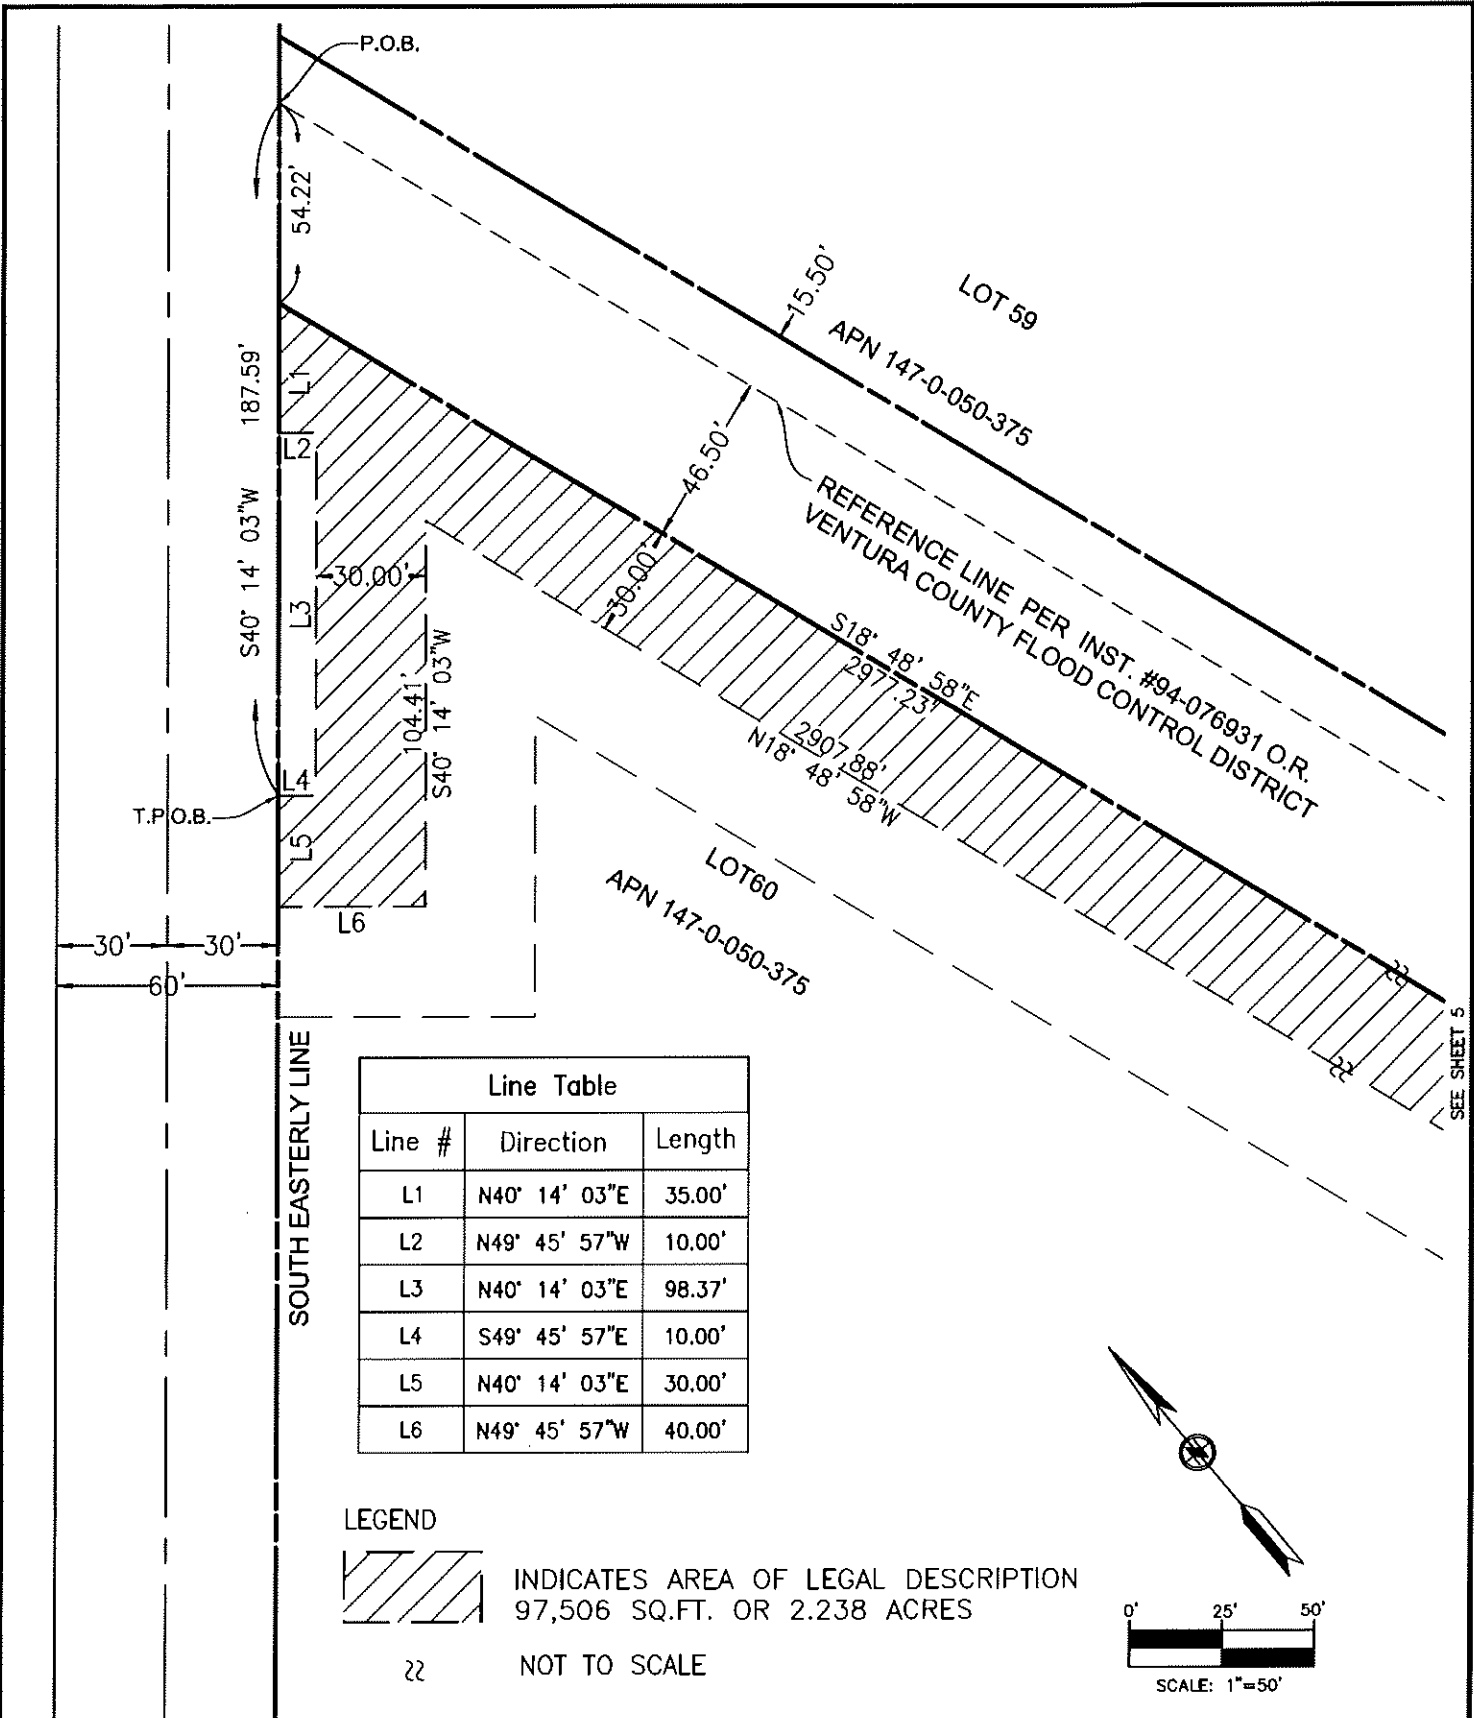 P.O.B.
54.22'
15.50'
LOT 59
APN 147-0-050-375
S40° 14' 03"W 187.59'
L1
L2
46.50'
REFERENCE LINE PER INST. #94-076931 O.R.
VENTURA COUNTY FLOOD CONTROL DISTRICT
30.00'
30.00'
L3
S18° 48' 58"E
2977.23'
104.41'
S40° 14' 03"W
2907.88'
N18° 48' 58"W
L4
T.P.O.B.
L5
L6
LOT60
APN 147-0-050-375
30' 30'
60'
SEE SHEET 5
SOUTH EASTERLY LINE
Line Table
Line # Direction Length
L1 N40° 14' 03"E 35.00'
L2 N49° 45' 57"W 10.00'
L3 N40° 14' 03"E 98.37'
L4 S49° 45' 57"E 10.00'
L5 N40° 14' 03"E 30.00'
L6 N49° 45' 57"W 40.00'
LEGEND
INDICATES AREA OF LEGAL DESCRIPTION
97,506 SQ.FT. OR 2.238 ACRES
NOT TO SCALE
0' 25' 50'
SCALE: 1"=50'